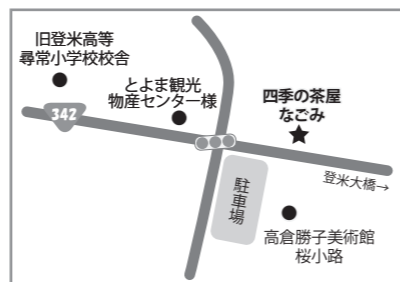 旧登米高等
尋常小学校校舎
とよま観光
物産センター様
四季の茶屋
なごみ
342
登米大橋→
駐車場
高倉勝子美術館
桜小路